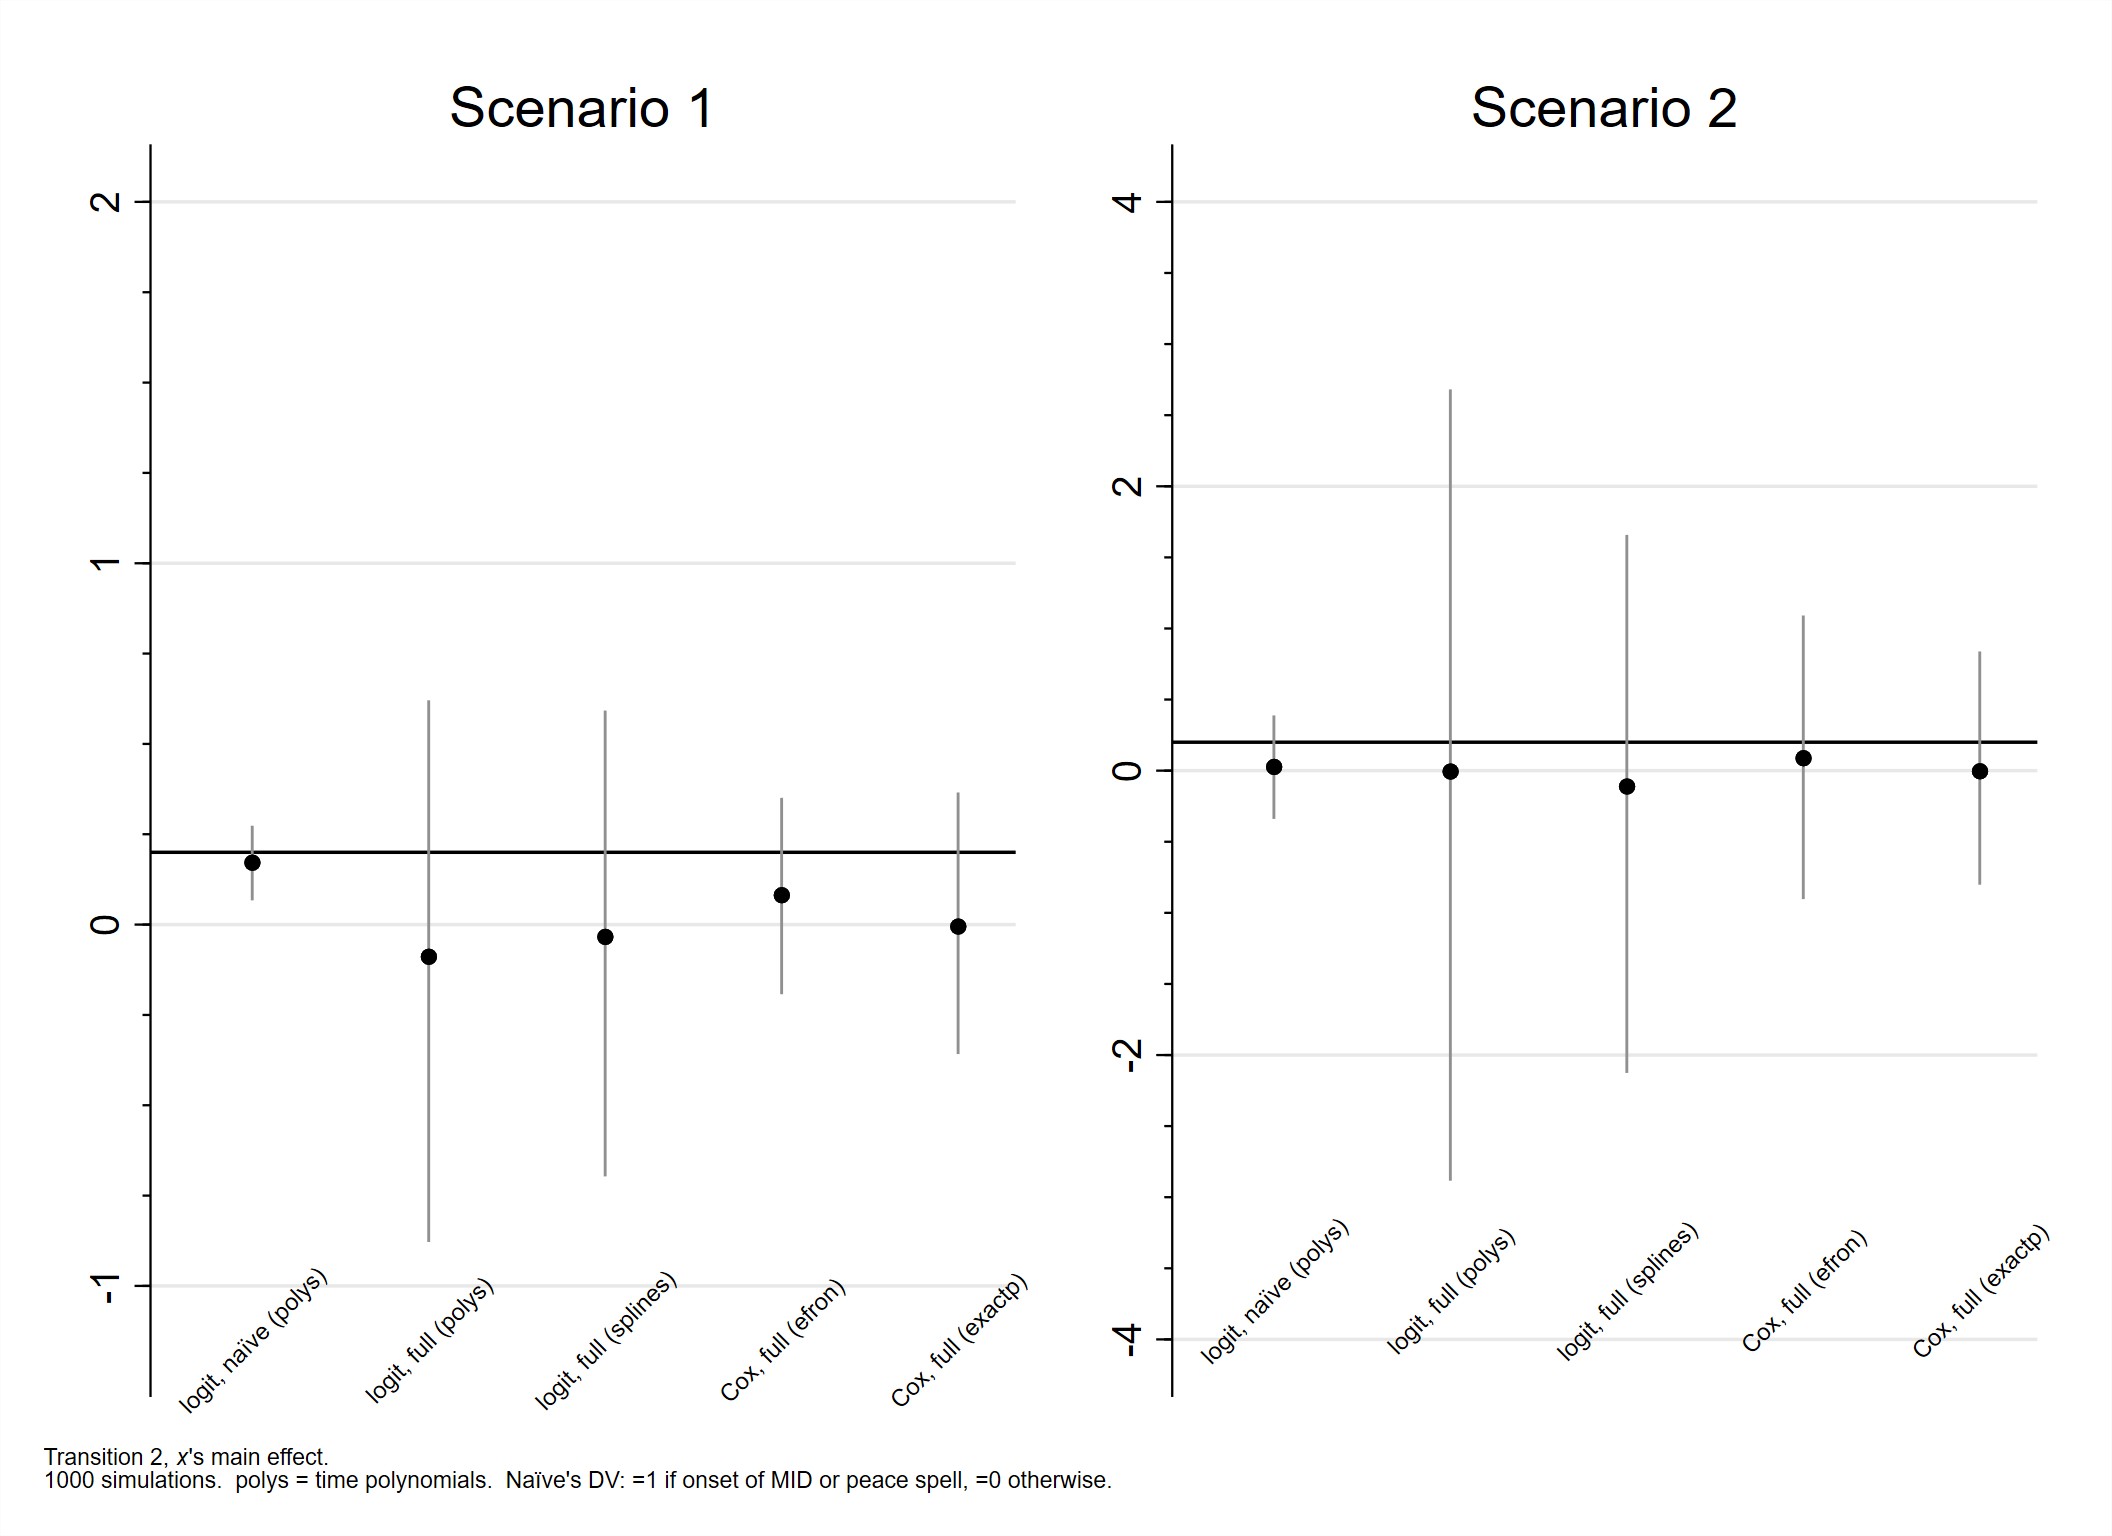 Scenario 1
2
1
0
-1
logit, naïve (polys)
logit, full (polys)
logit, full (splines)
Cox, full (efron)
Cox, full (exactp)
Scenario 2
4
2
0
-2
-4
logit, naïve (polys)
logit, full (polys)
logit, full (splines)
Cox, full (efron)
Cox, full (exactp)
Transition 2, x's main effect.
1000 simulations.  polys = time polynomials.  Naïve's DV: =1 if onset of MID or peace spell, =0 otherwise.